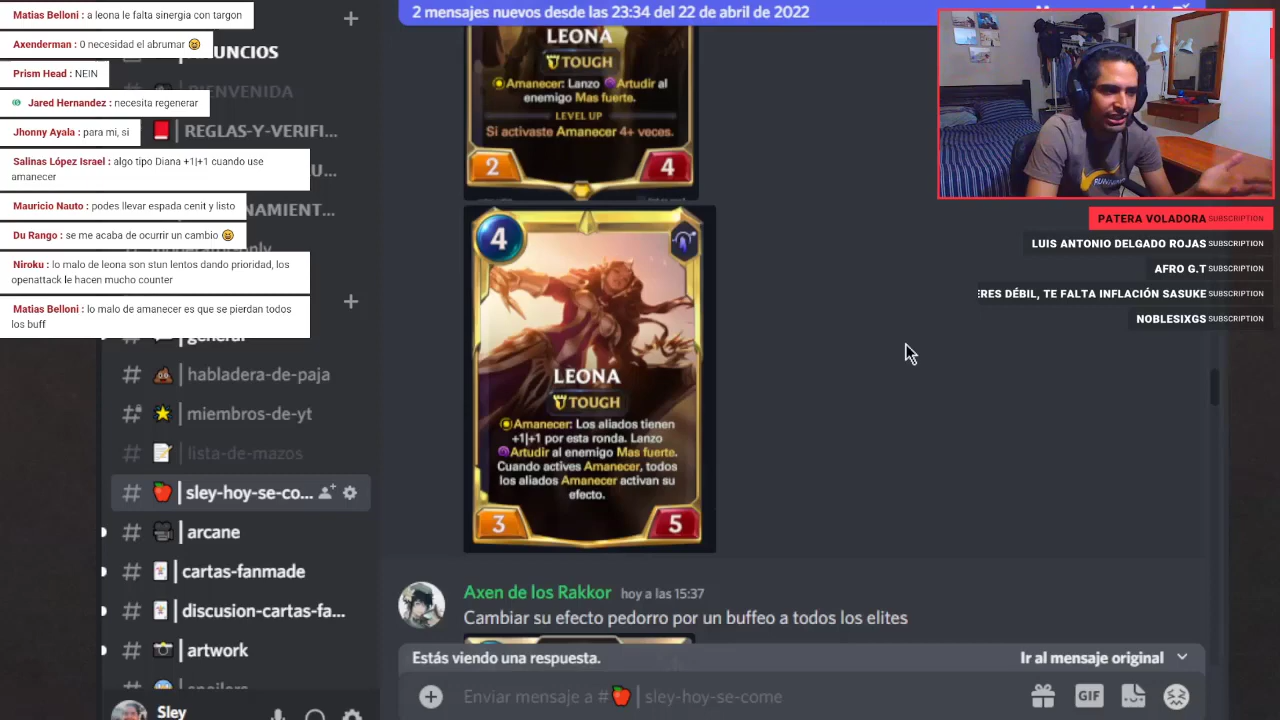 Matias Belloni : a leona le falta sinergia con targon
Axenderman : 0 necesidad el abrumar
Prism Head : NEIN
Jared Hernandez : necesita regenerar
Jhonny Ayala : para mi, si
Salinas López Israel : algo tipo Diana +1|+1 cuando use
amanecer
Mauricio Nauto : podes llevar espada cenit y listo
Du Rango : se me acaba de ocurrir un cambio
Niroku : lo malo de leona son stun lentos dando prioridad, los
openattack le hacen mucho counter
Matias Belloni : lo malo de amanecer es que se pierdan todos
los buff
BIENVENIDA
REGLAS-Y-VERIFI...
general
# | habladera-de-paja
# | miembros-de-yt
# | lista-de-mazos
# | sley-hoy-se-co...
# | arcane
# | cartas-fanmade
# | discusion-cartas-fa...
# | artwork
# | spoilers
Sley
2 mensajes nuevos desde las 23:34 del 22 de abril de 2022
LEONA
TOUGH
Amanecer: Lanzo Artudir al
enemigo Mas fuerte.
LEVEL UP
Si activaste Amanecer 4+ veces.
2 4
4
LEONA
TOUGH
Amanecer: Los aliados tienen
+1|+1 por esta ronda. Lanzo
Artudir al enemigo Mas fuerte.
Cuando actives Amanecer, todos
los aliados Amanecer activan su
efecto.
3 5
Axen de los Rakkor hoy a las 15:37
Cambiar su efecto pedorro por un buffeo a todos los elites
Estás viendo una respuesta.
Ir al mensaje original
Enviar mensaje a # | sley-hoy-se-come
GIF
PATERA VOLADORA SUBSCRIPTION
LUIS ANTONIO DELGADO ROJAS SUBSCRIPTION
AFRO G.T SUBSCRIPTION
ERES DÉBIL, TE FALTA INFLACIÓN SASUKE SUBSCRIPTION
NOBLESIXGS SUBSCRIPTION